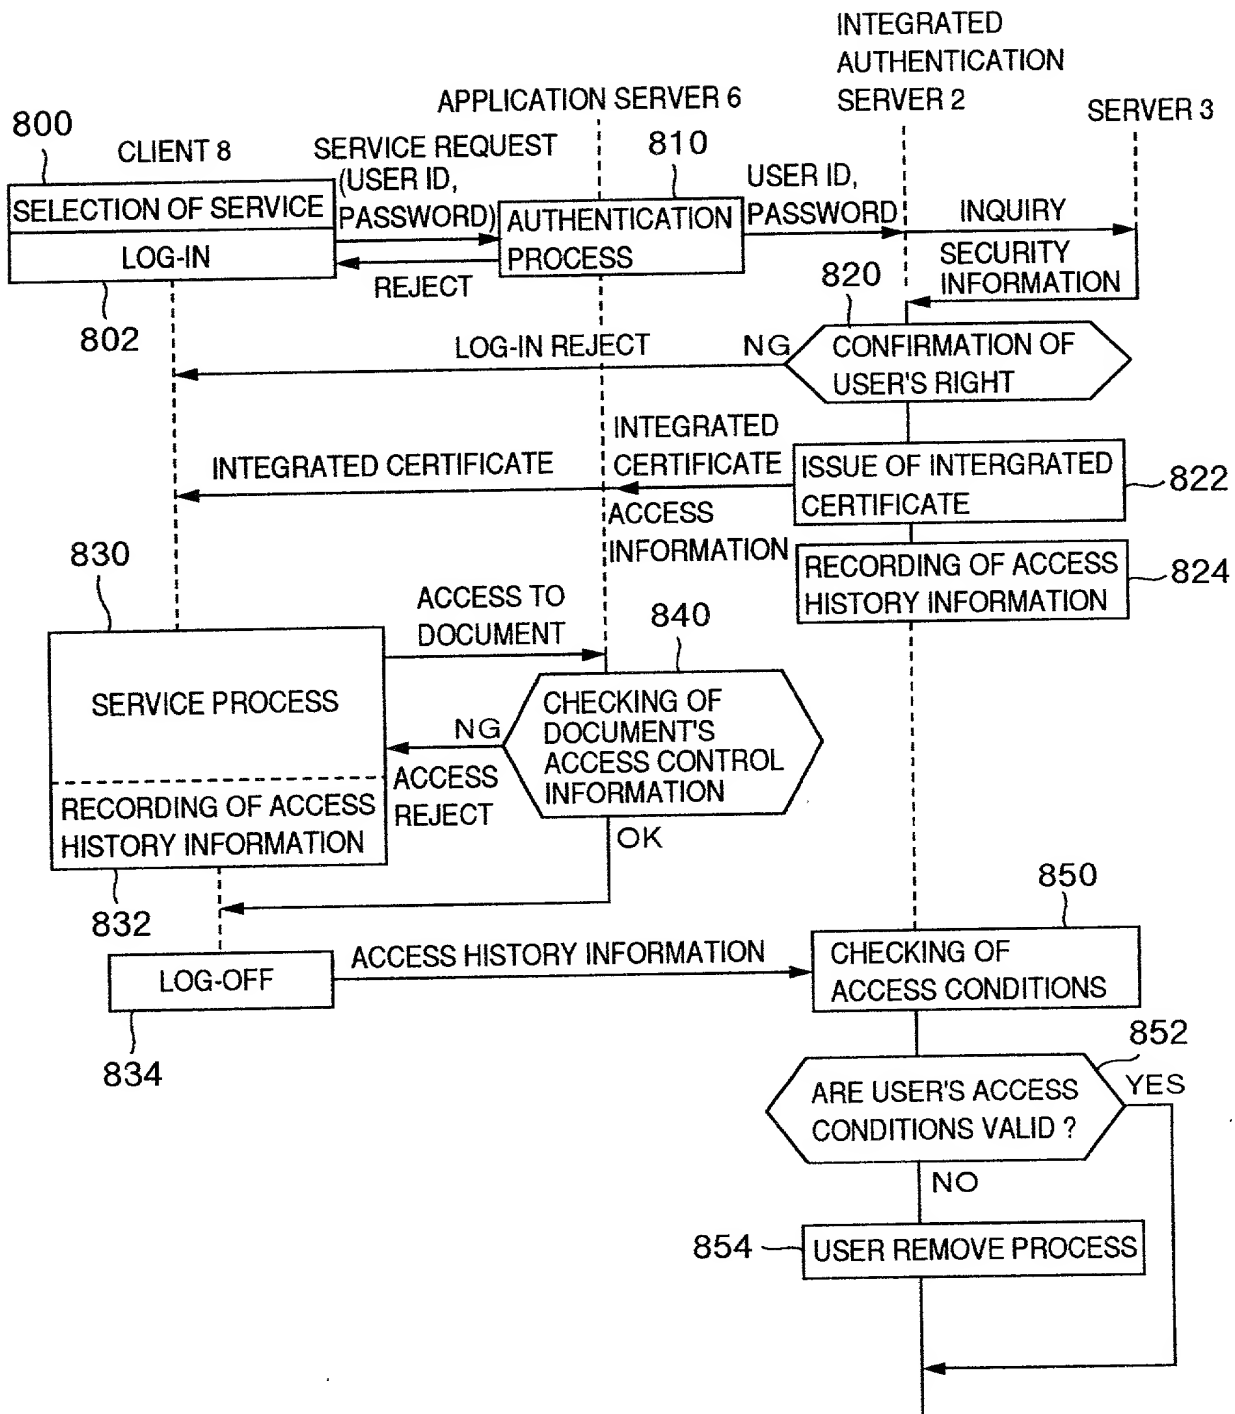 INTEGRATED
AUTHENTICATION
SERVER 2
APPLICATION SERVER 6
SERVER 3
800
CLIENT 8
SERVICE REQUEST
(USER ID,
PASSWORD)
810
USER ID,
PASSWORD
SELECTION OF SERVICE
LOG-IN
AUTHENTICATION
PROCESS
INQUIRY
SECURITY
INFORMATION
REJECT
802
820
LOG-IN REJECT
NG
CONFIRMATION OF
USER'S RIGHT
INTEGRATED CERTIFICATE
INTEGRATED
CERTIFICATE
ISSUE OF INTERGRATED
CERTIFICATE
822
ACCESS
INFORMATION
830
RECORDING OF ACCESS
HISTORY INFORMATION
824
ACCESS TO
DOCUMENT
840
SERVICE PROCESS
CHECKING OF
DOCUMENT'S
ACCESS CONTROL
INFORMATION
NG
ACCESS
REJECT
RECORDING OF ACCESS
HISTORY INFORMATION
OK
832
850
LOG-OFF
ACCESS HISTORY INFORMATION
CHECKING OF
ACCESS CONDITIONS
834
852
ARE USER'S ACCESS
CONDITIONS VALID ?
YES
NO
854
USER REMOVE PROCESS